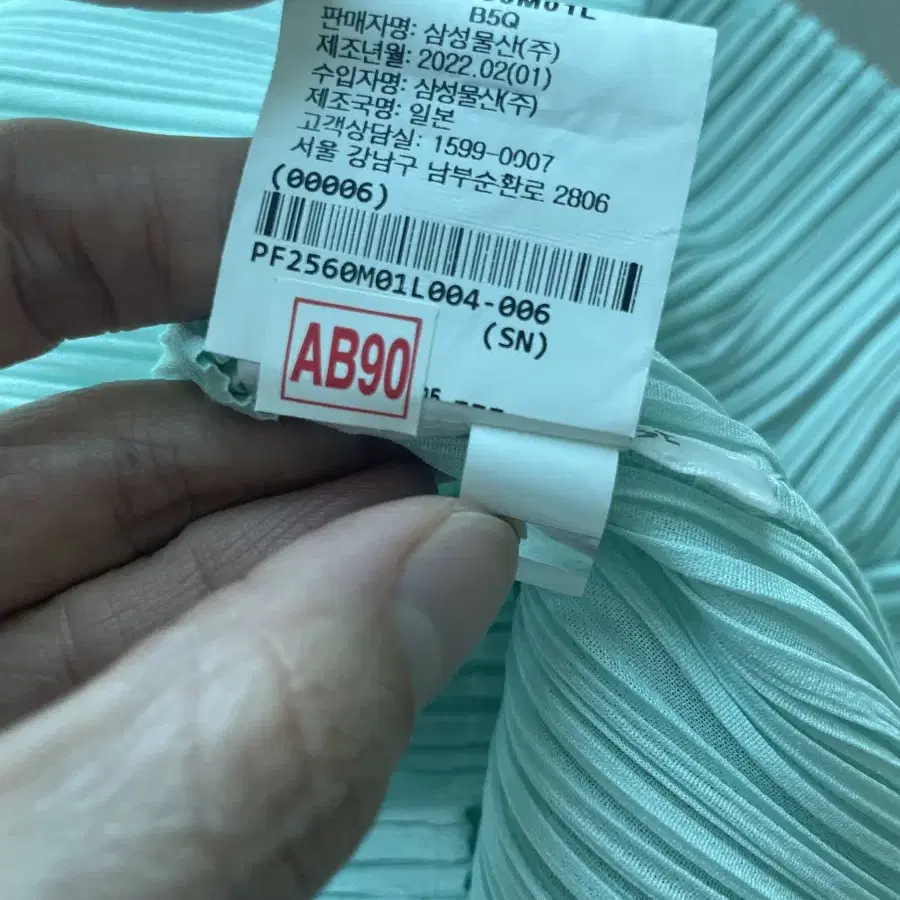 B5Q
판매자명: 삼성물산(주)
제조년월: 2022.02(01)
수입자명: 삼성물산(주)
제조국명: 일본
고객상담실: 1599-0007
서울 강남구 남부순환로 2806
(00006)
PF2560M01L004-006
(SN)
AB90